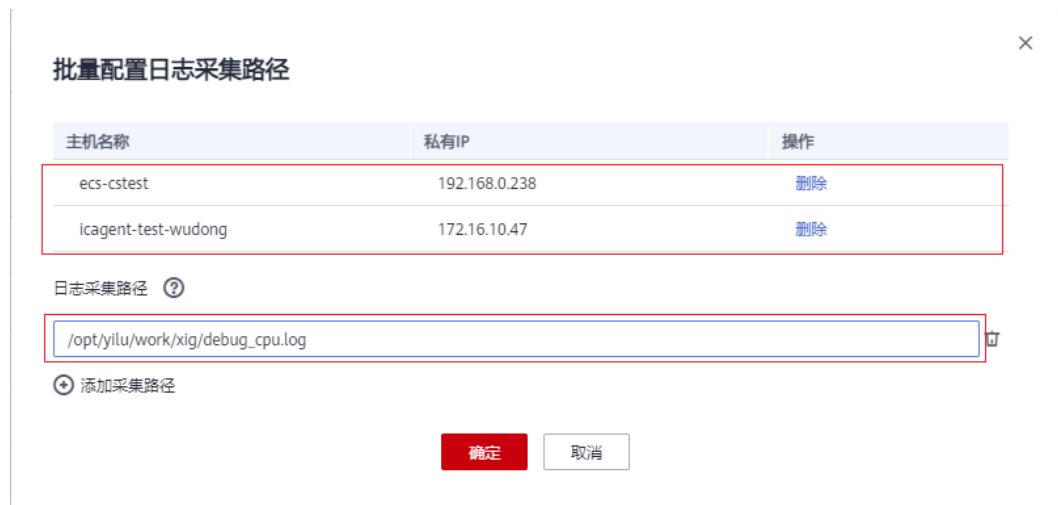 批量配置日志采集路径
主机名称 私有IP 操作
ecs-cstest 192.168.0.238 删除
icagent-test-wudong 172.16.10.47 删除
日志采集路径
/opt/yilu/work/xig/debug_cpu.log
添加采集路径
确定 取消